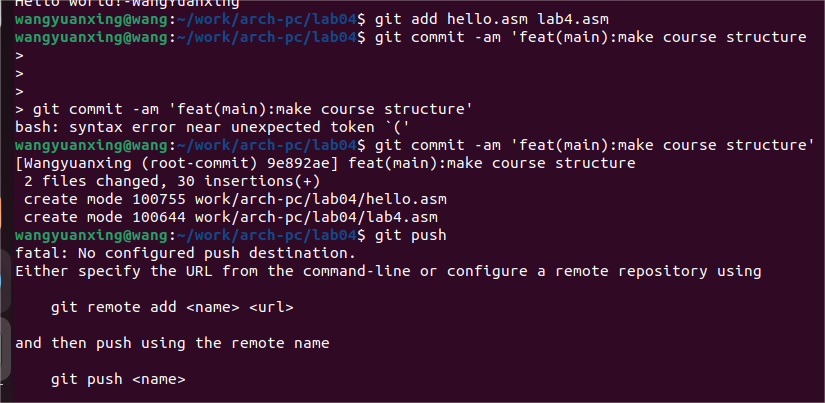 Hello world!-WangYuanxing
wangyuanxing@wang:~/work/arch-pc/lab04$ git add hello.asm lab4.asm
wangyuanxing@wang:~/work/arch-pc/lab04$ git commit -am 'feat(main):make course structure
>
>
>
> git commit -am 'feat(main):make course structure'
bash: syntax error near unexpected token `('
wangyuanxing@wang:~/work/arch-pc/lab04$ git commit -am 'feat(main):make course structure'
[Wangyuanxing (root-commit) 9e892ae] feat(main):make course structure
 2 files changed, 30 insertions(+)
 create mode 100755 work/arch-pc/lab04/hello.asm
 create mode 100644 work/arch-pc/lab04/lab4.asm
wangyuanxing@wang:~/work/arch-pc/lab04$ git push
fatal: No configured push destination.
Either specify the URL from the command-line or configure a remote repository using

    git remote add <name> <url>

and then push using the remote name

    git push <name>